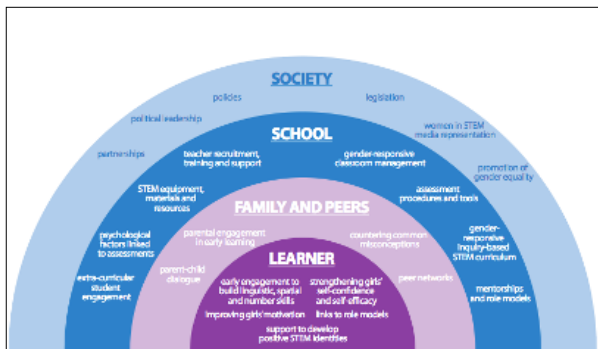 SOCIETY
policies
legislation
political leadership
women in STEM
media representation
partnerships
promotion of
gender equality
SCHOOL
teacher recruitment,
training and support
gender-responsive
classroom management
STEM equipment,
materials and
resources
assessment
procedures and tools
psychological
factors linked
to assessments
gender-
responsive
inquiry-based
STEM curriculum
extra-curricular
student
engagement
mentorships
and role models
FAMILY AND PEERS
parental engagement
in early learning
countering common
misconceptions
parent-child
dialogue
peer networks
LEARNER
early engagement to
build linguistic, spatial
and number skills
strengthening girls'
self-confidence
and self-efficacy
improving girls' motivation
links to role models
support to develop
positive STEM identities